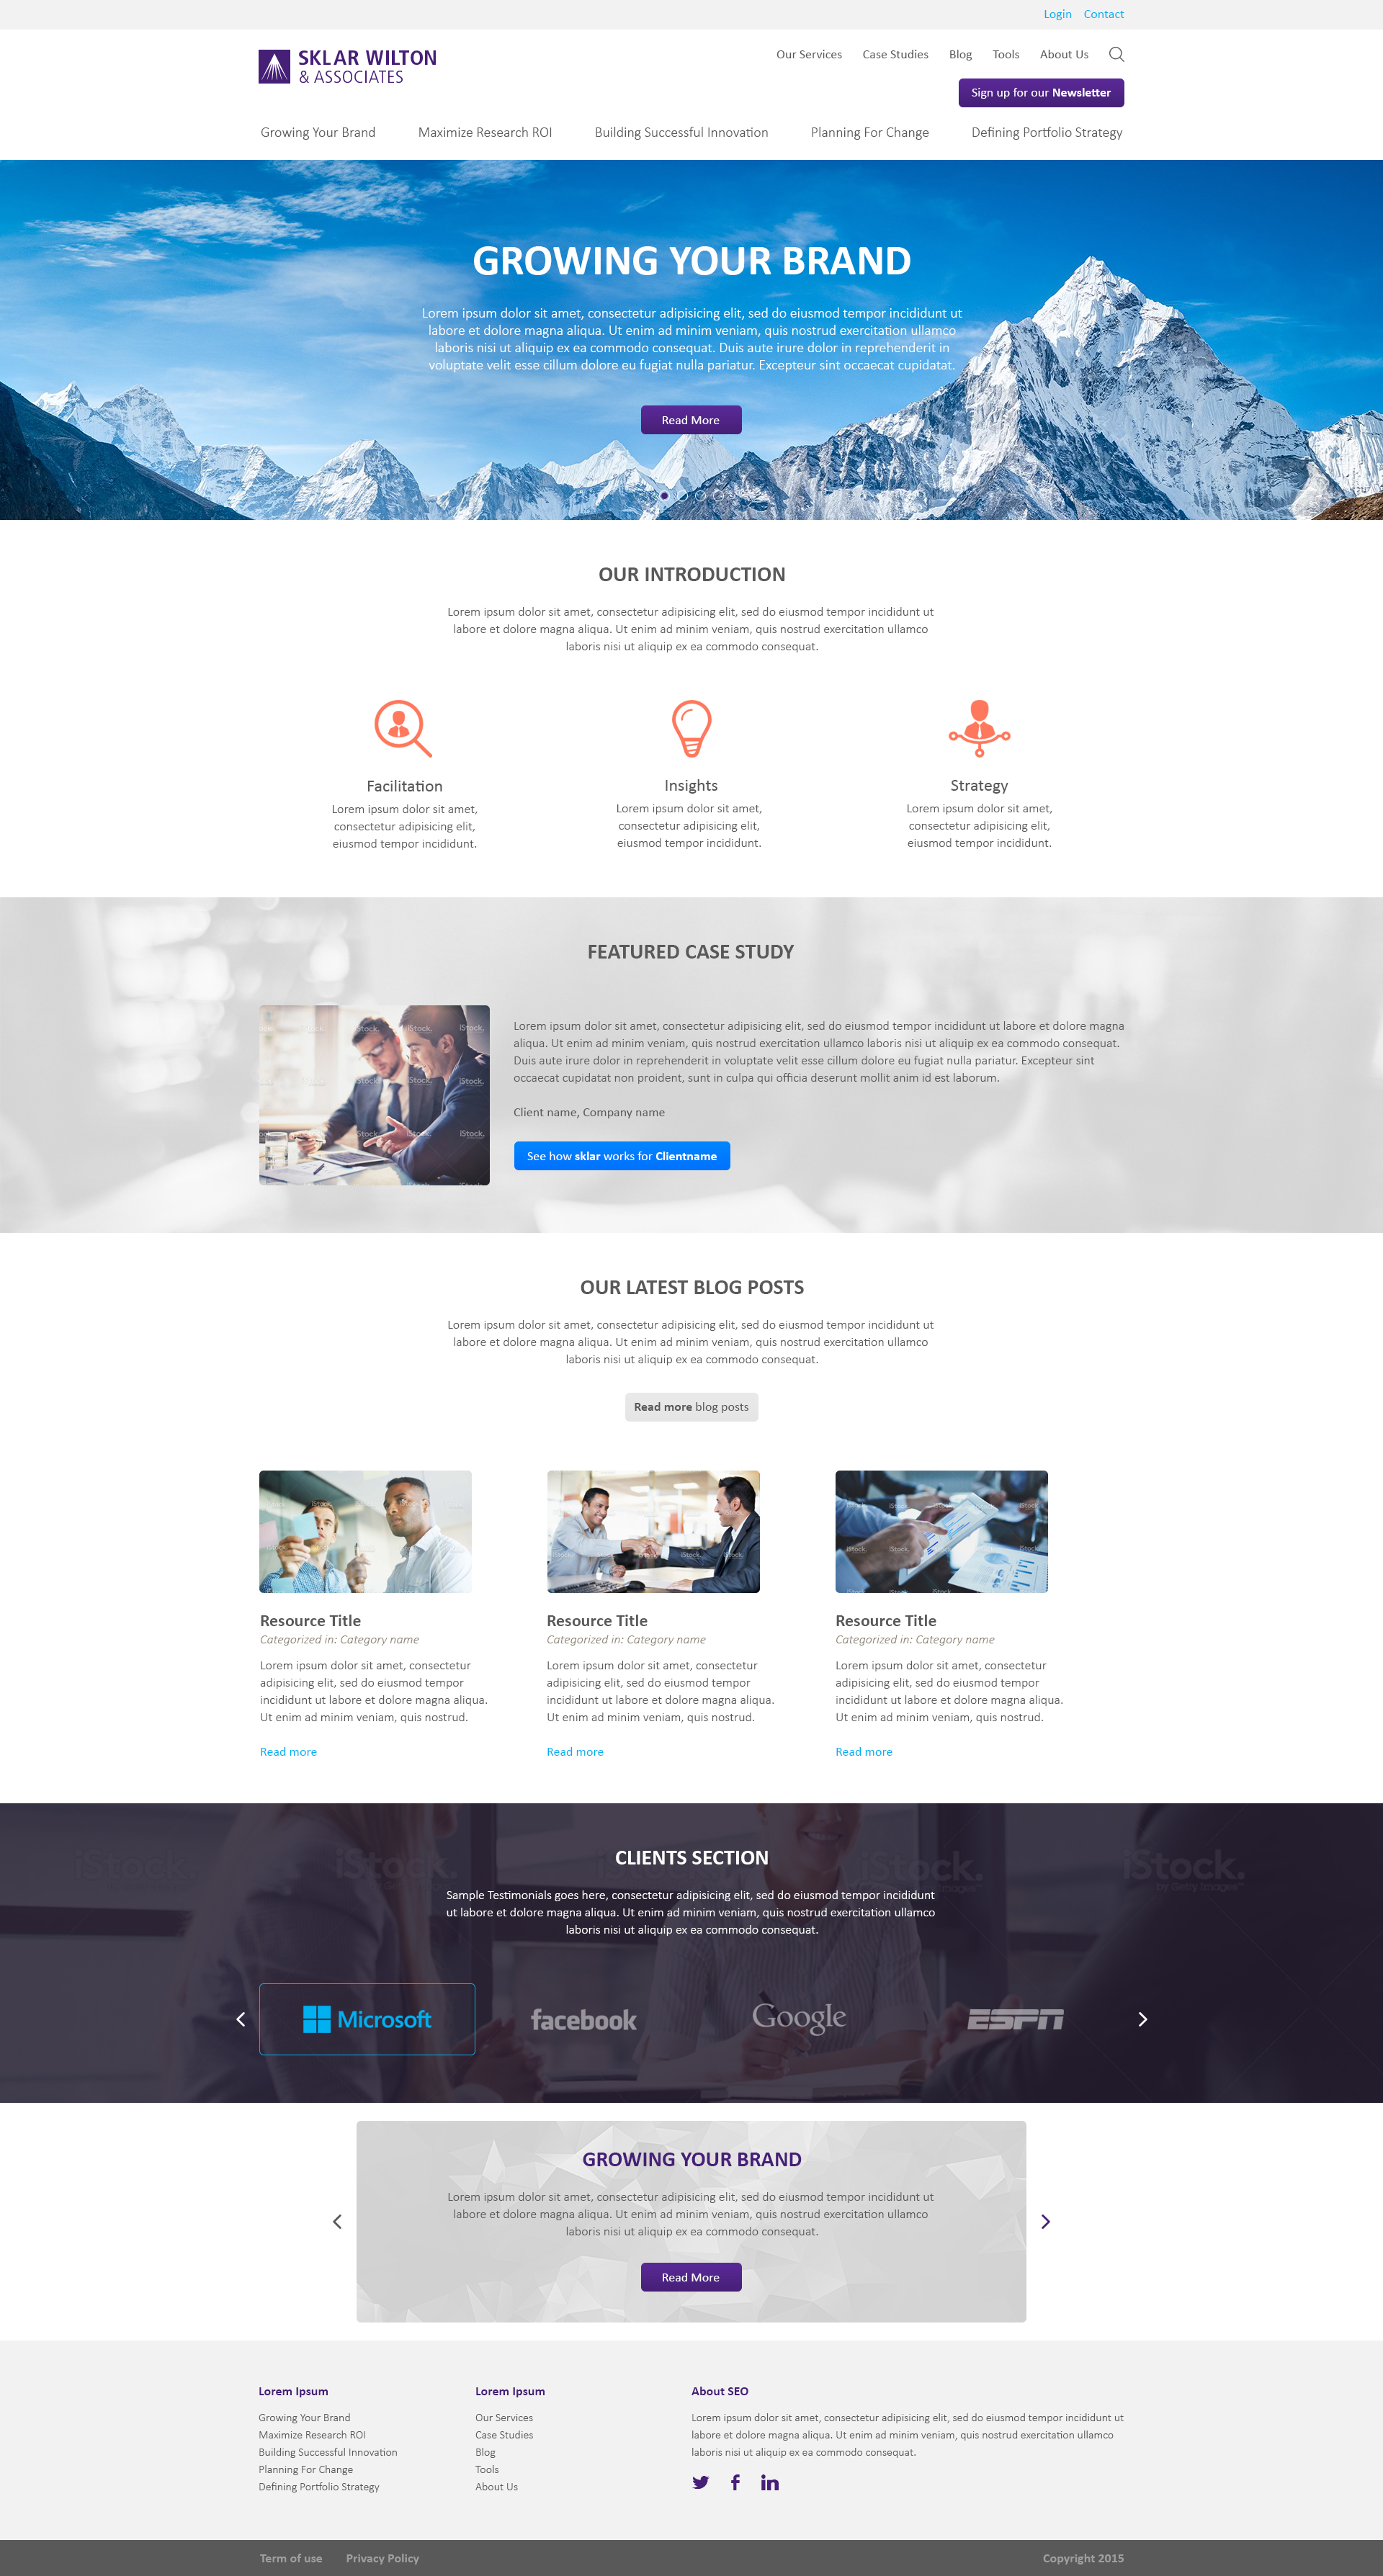 Login Contact
SKLAR WILTON
& ASSOCIATES
Our Services Case Studies Blog Tools About Us
Sign up for our Newsletter
Growing Your Brand Maximize Research ROI Building Successful Innovation Planning For Change Defining Portfolio Strategy
GROWING YOUR BRAND
Lorem ipsum dolor sit amet, consectetur adipisicing elit, sed do eiusmod tempor incididunt ut
labore et dolore magna aliqua. Ut enim ad minim veniam, quis nostrud exercitation ullamco
laboris nisi ut aliquip ex ea commodo consequat. Duis aute irure dolor in reprehenderit in
voluptate velit esse cillum dolore eu fugiat nulla pariatur. Excepteur sint occaecat cupidatat.
Read More
OUR INTRODUCTION
Lorem ipsum dolor sit amet, consectetur adipisicing elit, sed do eiusmod tempor incididunt ut
labore et dolore magna aliqua. Ut enim ad minim veniam, quis nostrud exercitation ullamco
laboris nisi ut aliquip ex ea commodo consequat.
Facilitation
Lorem ipsum dolor sit amet,
consectetur adipisicing elit,
eiusmod tempor incididunt.
Insights
Lorem ipsum dolor sit amet,
consectetur adipisicing elit,
eiusmod tempor incididunt.
Strategy
Lorem ipsum dolor sit amet,
consectetur adipisicing elit,
eiusmod tempor incididunt.
FEATURED CASE STUDY
Lorem ipsum dolor sit amet, consectetur adipisicing elit, sed do eiusmod tempor incididunt ut labore et dolore magna
aliqua. Ut enim ad minim veniam, quis nostrud exercitation ullamco laboris nisi ut aliquip ex ea commodo consequat.
Duis aute irure dolor in reprehenderit in voluptate velit esse cillum dolore eu fugiat nulla pariatur. Excepteur sint
occaecat cupidatat non proident, sunt in culpa qui officia deserunt mollit anim id est laborum.
Client name, Company name
See how sklar works for Clientname
OUR LATEST BLOG POSTS
Lorem ipsum dolor sit amet, consectetur adipisicing elit, sed do eiusmod tempor incididunt ut
labore et dolore magna aliqua. Ut enim ad minim veniam, quis nostrud exercitation ullamco
laboris nisi ut aliquip ex ea commodo consequat.
Read more blog posts
Resource Title
Categorized in: Category name
Lorem ipsum dolor sit amet, consectetur
adipisicing elit, sed do eiusmod tempor
incididunt ut labore et dolore magna aliqua.
Ut enim ad minim veniam, quis nostrud.
Read more
Resource Title
Categorized in: Category name
Lorem ipsum dolor sit amet, consectetur
adipisicing elit, sed do eiusmod tempor
incididunt ut labore et dolore magna aliqua.
Ut enim ad minim veniam, quis nostrud.
Read more
Resource Title
Categorized in: Category name
Lorem ipsum dolor sit amet, consectetur
adipisicing elit, sed do eiusmod tempor
incididunt ut labore et dolore magna aliqua.
Ut enim ad minim veniam, quis nostrud.
Read more
CLIENTS SECTION
Sample Testimonials goes here, consectetur adipisicing elit, sed do eiusmod tempor incididunt
ut labore et dolore magna aliqua. Ut enim ad minim veniam, quis nostrud exercitation ullamco
laboris nisi ut aliquip ex ea commodo consequat.
Microsoft facebook Google ESPN
GROWING YOUR BRAND
Lorem ipsum dolor sit amet, consectetur adipisicing elit, sed do eiusmod tempor incididunt ut
labore et dolore magna aliqua. Ut enim ad minim veniam, quis nostrud exercitation ullamco
laboris nisi ut aliquip ex ea commodo consequat.
Read More
Lorem Ipsum
Growing Your Brand
Maximize Research ROI
Building Successful Innovation
Planning For Change
Defining Portfolio Strategy
Lorem Ipsum
Our Services
Case Studies
Blog
Tools
About Us
About SEO
Lorem ipsum dolor sit amet, consectetur adipisicing elit, sed do eiusmod tempor incididunt ut
labore et dolore magna aliqua. Ut enim ad minim veniam, quis nostrud exercitation ullamco
laboris nisi ut aliquip ex ea commodo consequat.
Term of use Privacy Policy Copyright 2015